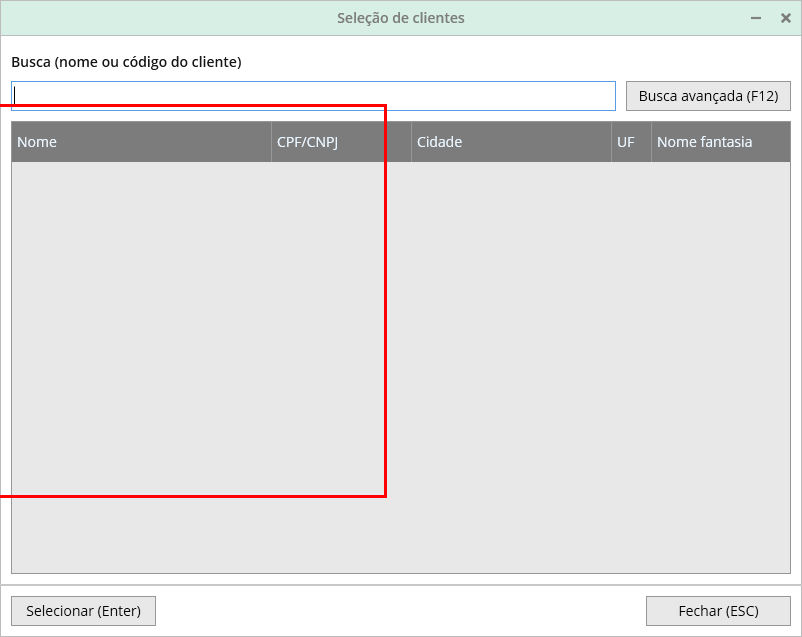 Seleção de clientes
Busca (nome ou código do cliente)
Busca avançada (F12)
Nome CPF/CNPJ Cidade UF Nome fantasia
Selecionar (Enter) Fechar (ESC)